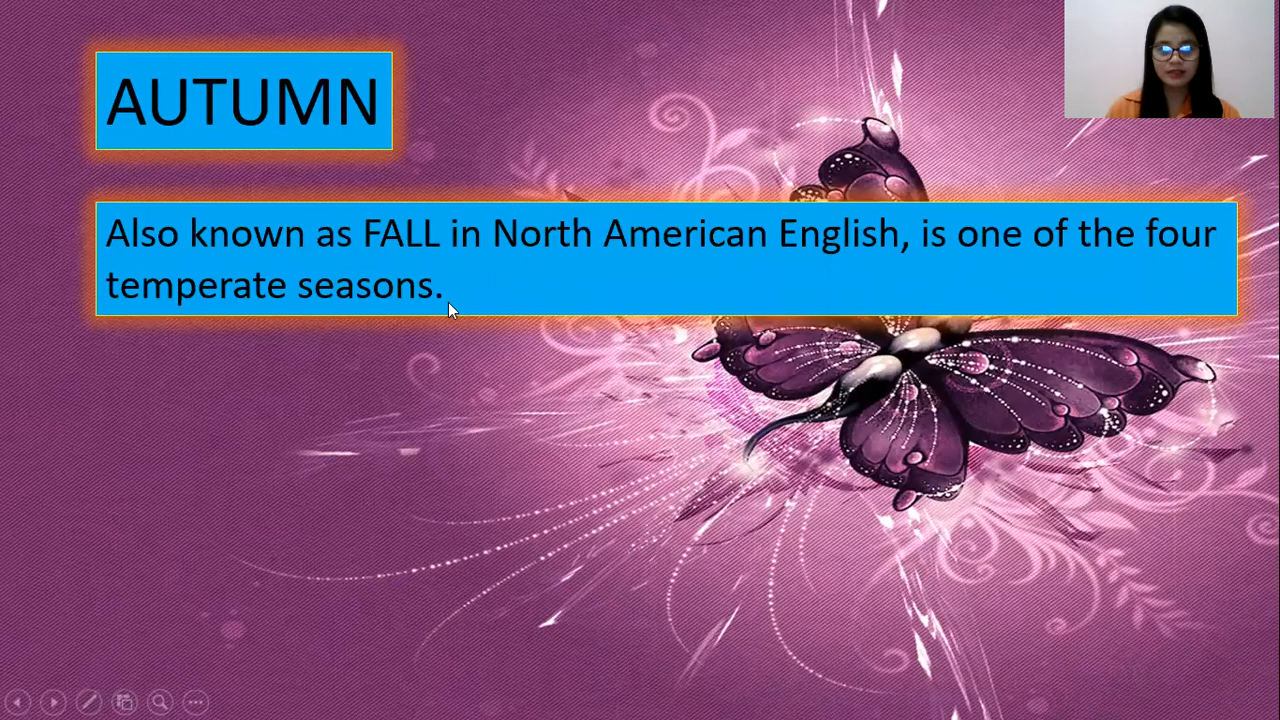 AUTUMN
Also known as FALL in North American English, is one of the four
temperate seasons.